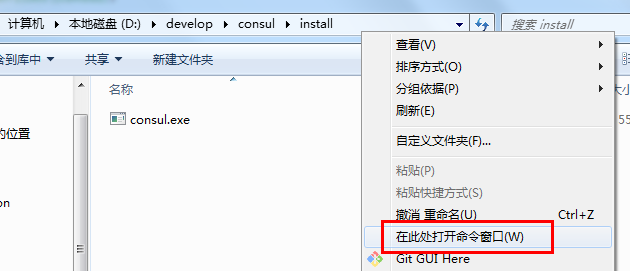 计算机 ▸ 本地磁盘 (D:) ▸ develop ▸ consul ▸ install
搜索 install
含到库中 ▾ 共享 ▾ 新建文件夹
名称
consul.exe
的位置
on
查看(V)
排序方式(O)
分组依据(P)
刷新(E)
自定义文件夹(F)...
粘贴(P)
粘贴快捷方式(S)
撤消 重命名(U) Ctrl+Z
在此处打开命令窗口(W)
Git GUI Here
大小
55